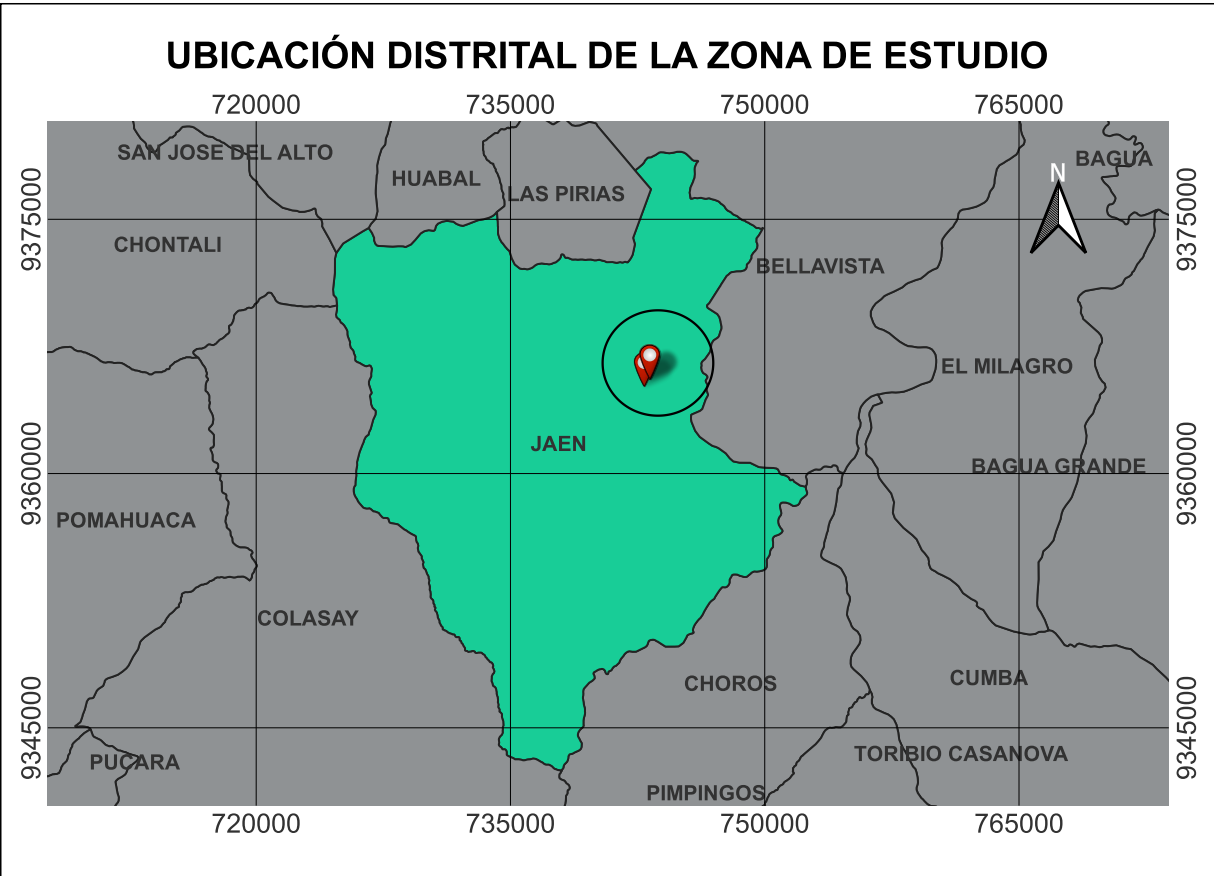 UBICACIÓN DISTRITAL DE LA ZONA DE ESTUDIO
720000 735000 750000 765000
SAN JOSE DEL ALTO
BAGUA
N
HUABAL
LAS PIRIAS
9375000
9375000
CHONTALI
BELLAVISTA
EL MILAGRO
JAEN
BAGUA GRANDE
9360000
9360000
POMAHUACA
COLASAY
CHOROS
CUMBA
9345000
9345000
TORIBIO CASANOVA
PUCARA
PIMPINGOS
720000 735000 750000 765000